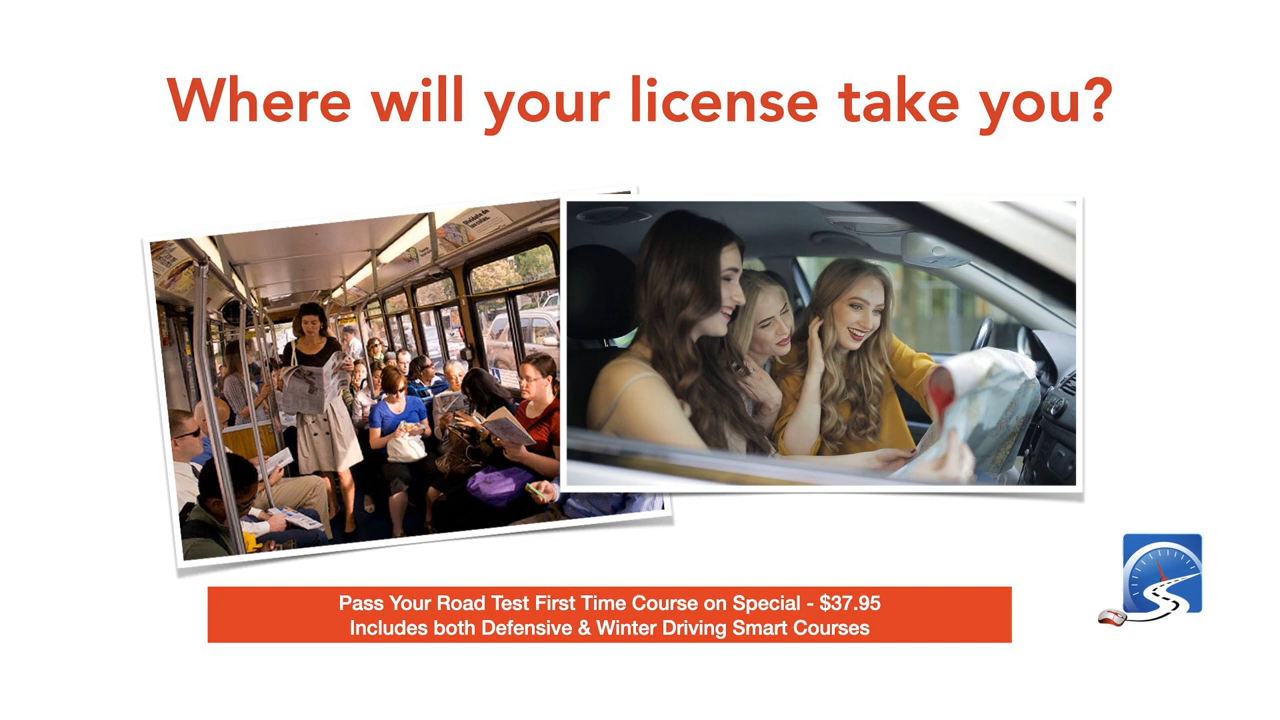 Where will your license take you?
Pass Your Road Test First Time Course on Special - $37.95
Includes both Defensive & Winter Driving Smart Courses